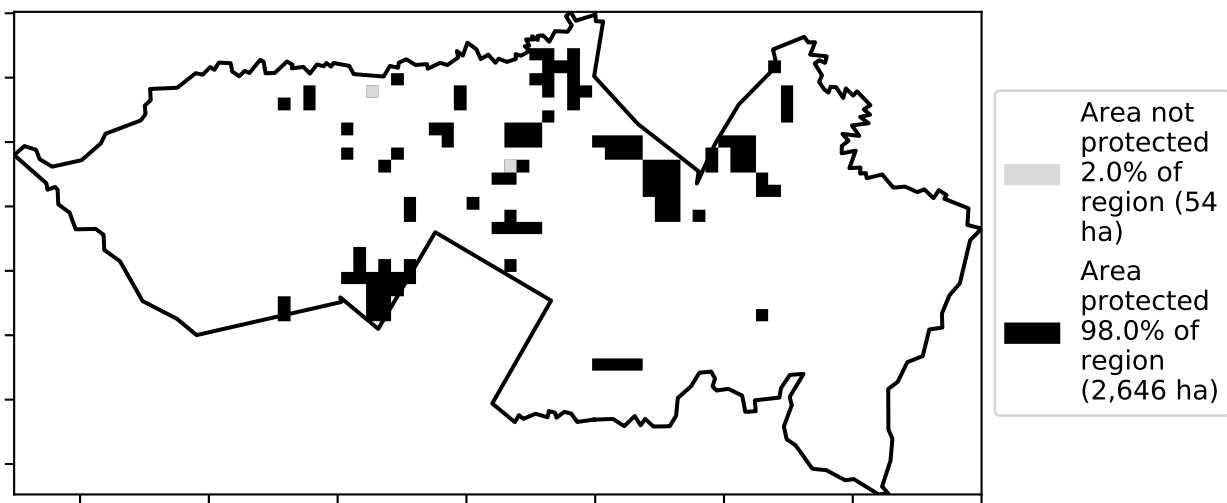 Area not
protected
2.0% of
region (54
ha)
Area
protected
98.0% of
region
(2,646 ha)